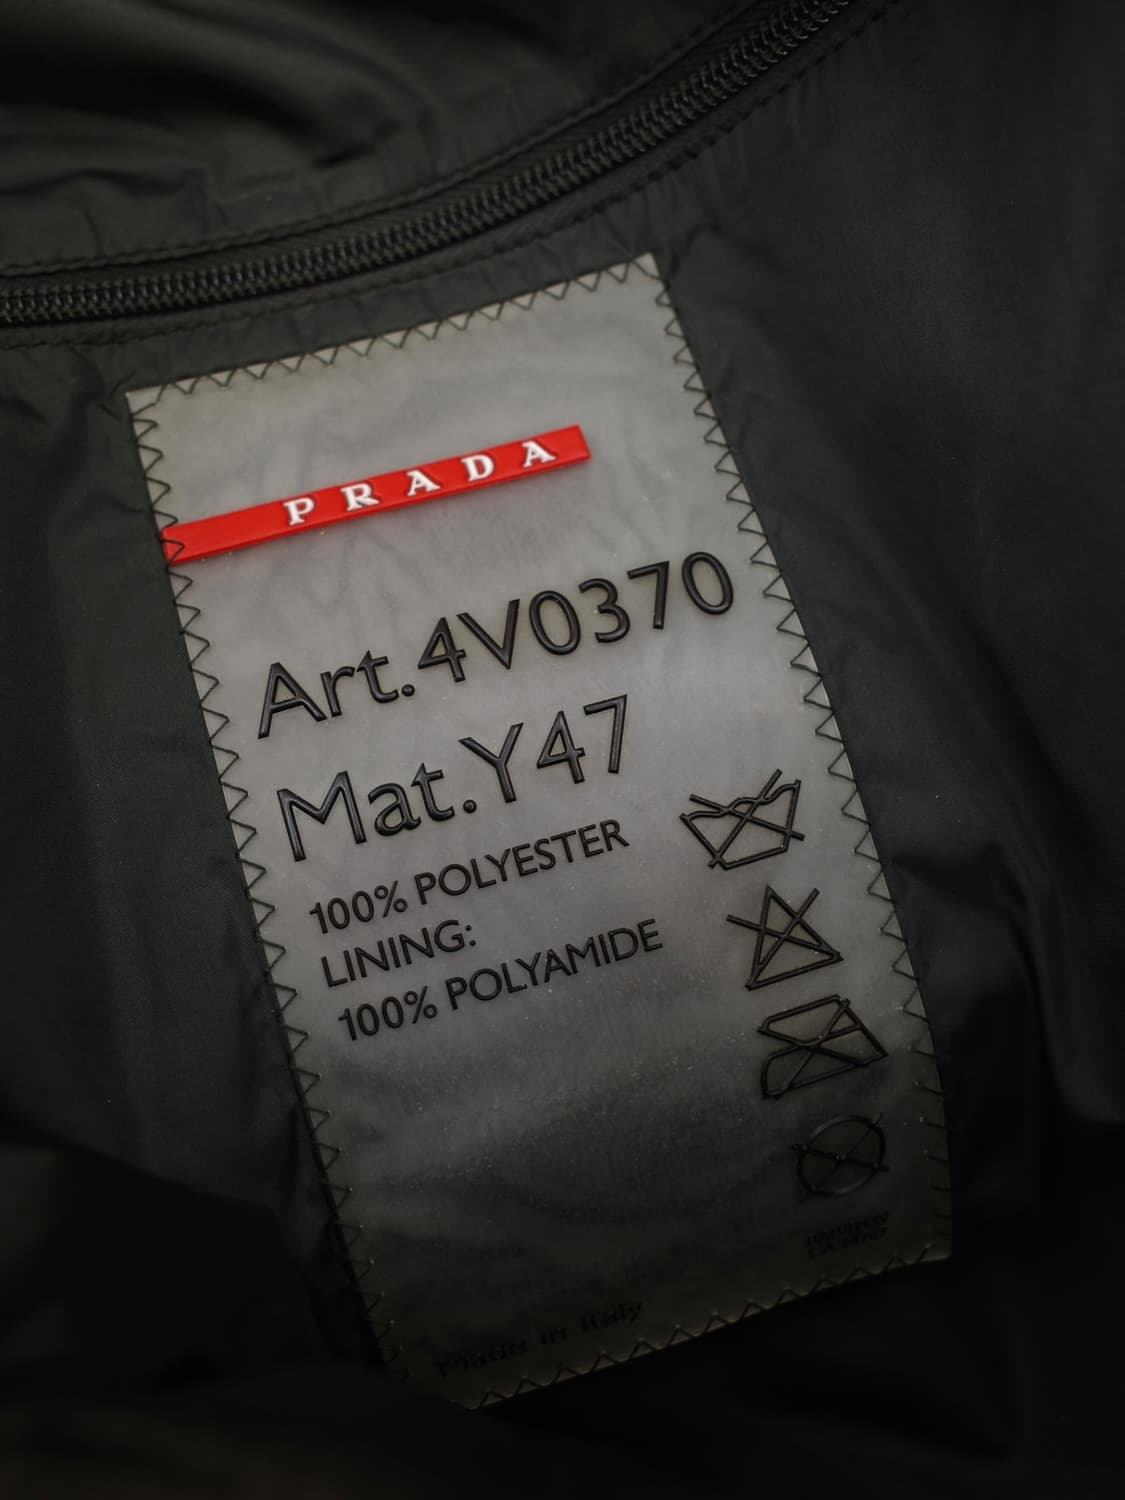 PRADA
Art.4V0370
Mat.Y47
100% POLYESTER
LINING:
100% POLYAMIDE
Made in Italy